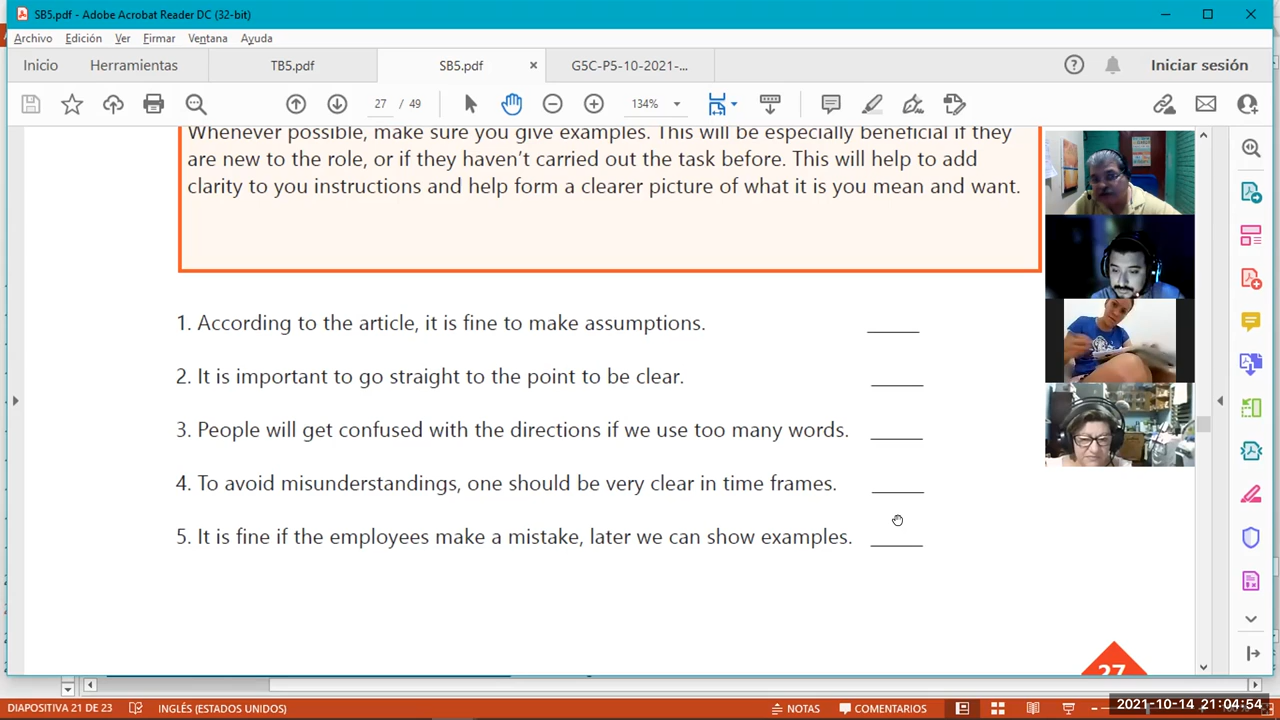 SB5.pdf - Adobe Acrobat Reader DC (32-bit)
Archivo Edición Ver Firmar Ventana Ayuda
Inicio Herramientas TB5.pdf SB5.pdf G5C-P5-10-2021-... Iniciar sesión
27 / 49 134%
Whenever possible, make sure you give examples. This will be especially beneficial if they
are new to the role, or if they haven't carried out the task before. This will help to add
clarity to you instructions and help form a clearer picture of what it is you mean and want.
1. According to the article, it is fine to make assumptions. _____
2. It is important to go straight to the point to be clear. _____
3. People will get confused with the directions if we use too many words. _____
4. To avoid misunderstandings, one should be very clear in time frames. _____
5. It is fine if the employees make a mistake, later we can show examples. _____
27
DIAPOSITIVA 21 DE 23 INGLÉS (ESTADOS UNIDOS) NOTAS COMENTARIOS
2021-10-14 21:04:54